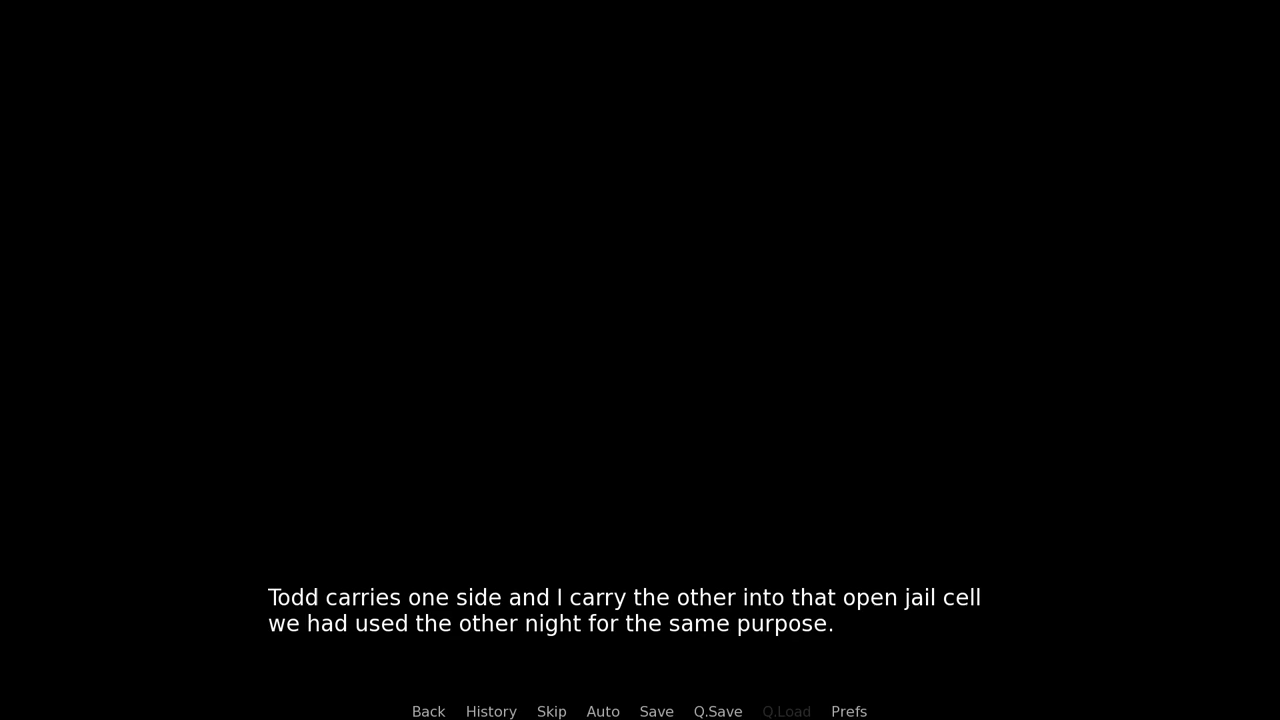 Todd carries one side and I carry the other into that open jail cell
we had used the other night for the same purpose.
Back History Skip Auto Save Q.Save Q.Load Prefs